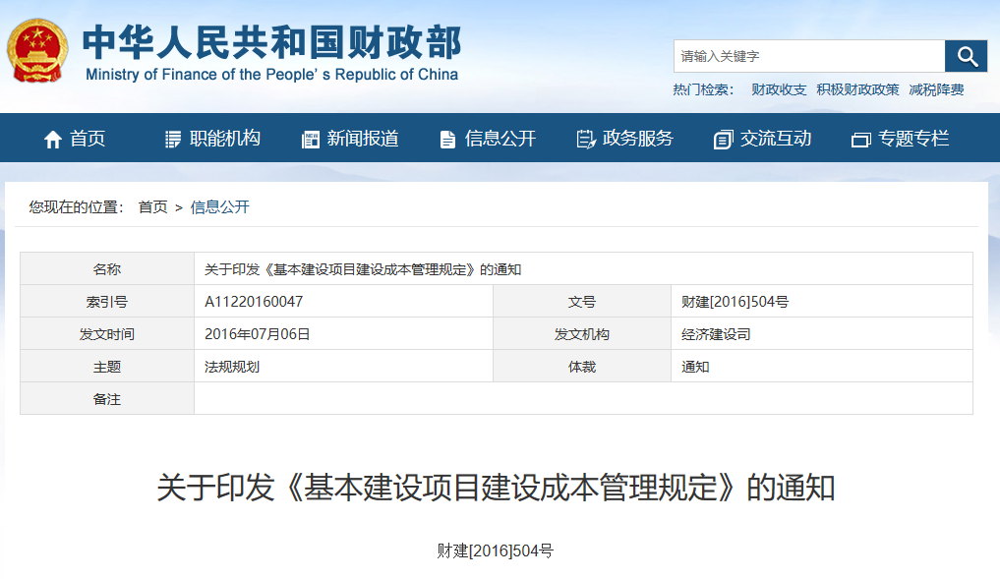 中华人民共和国财政部
Ministry of Finance of the People’ s Republic of China
请输入关键字
热门检索： 财政收支 积极财政政策 减税降费
首页 职能机构 NEW 新闻报道 信息公开 政务服务 交流互动 专题专栏
您现在的位置： 首页 > 信息公开
名称 关于印发《基本建设项目建设成本管理规定》的通知
索引号 A11220160047 文号 财建[2016]504号
发文时间 2016年07月06日 发文机构 经济建设司
主题 法规规划 体裁 通知
备注
关于印发《基本建设项目建设成本管理规定》的通知
财建[2016]504号